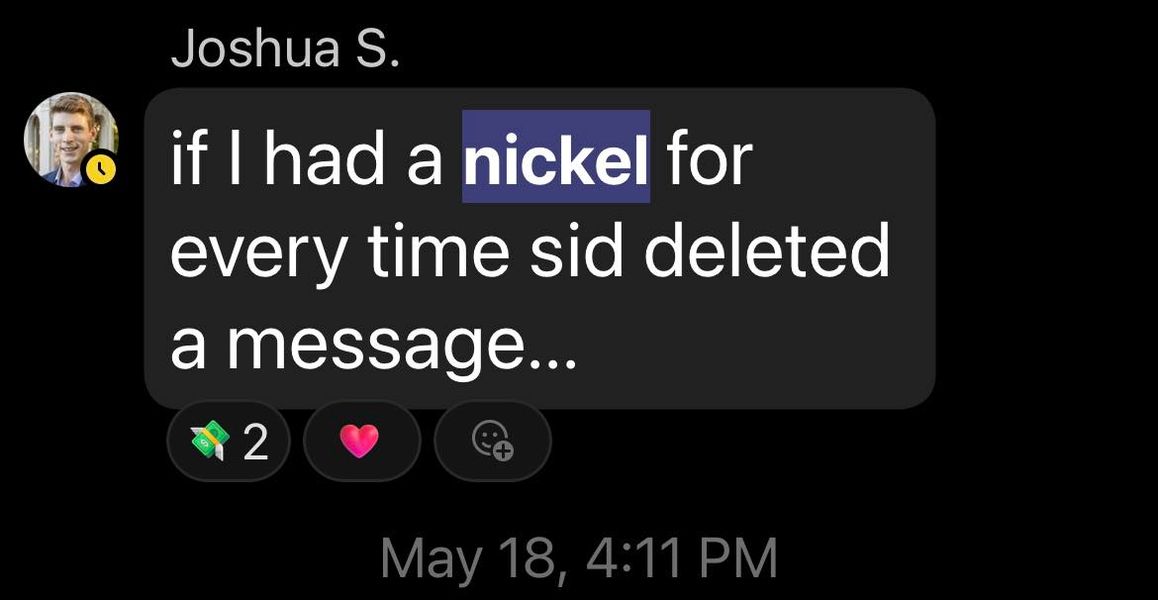 Joshua S.
if I had a nickel for
every time sid deleted
a message...
2
May 18, 4:11 PM